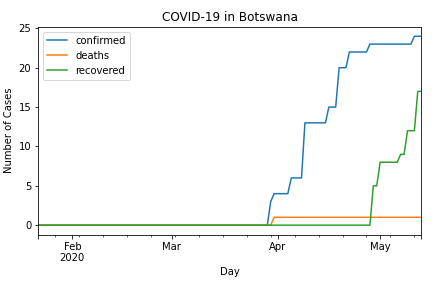 COVID-19 in Botswana
confirmed
deaths
recovered
Number of Cases
25
20
15
10
5
0
Feb
2020
Mar
Apr
May
Day